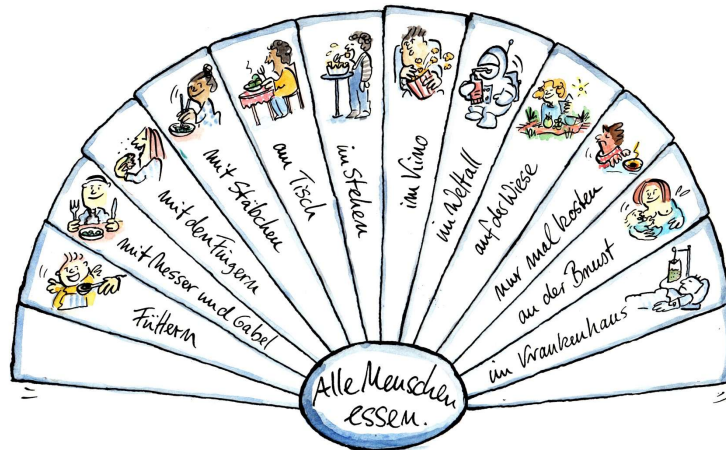 Füttern
mit Messer und Gabel
mit den Fingern
mit Stäbchen
am Tisch
im Stehen
im Kino
im Weltall
auf der Wiese
nur mal kosten
an der Brust
im Krankenhaus
Alle Menschen
essen.